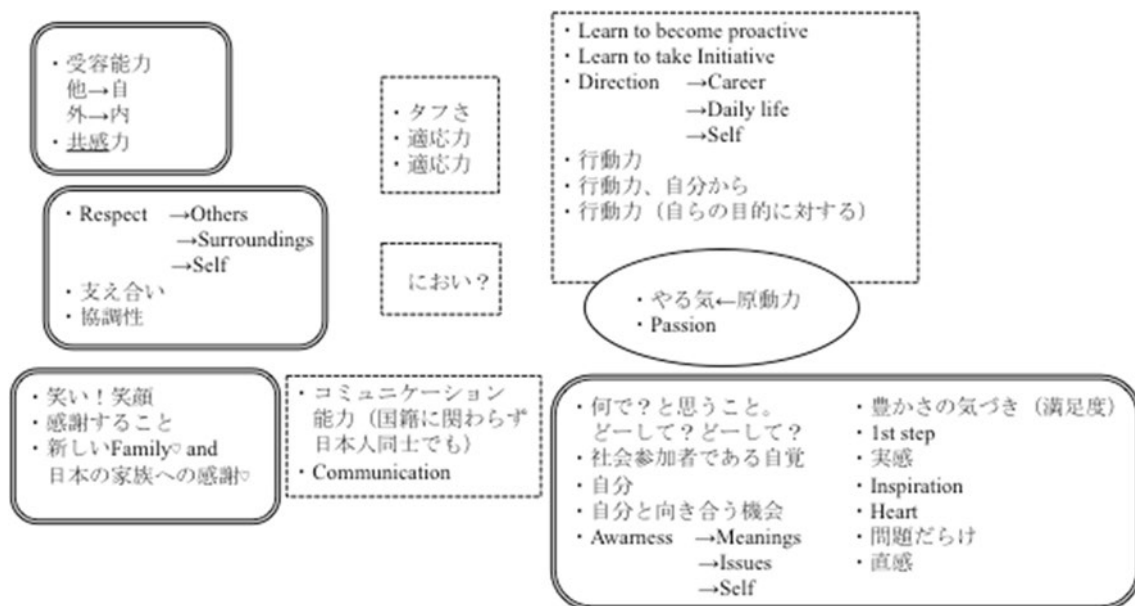 ・受容能力
他→自
外→内
・共感力
・Respect →Others
→Surroundings
→Self
・支え合い
・協調性
・笑い！笑顔
・感謝すること
・新しいFamily♡ and
日本の家族への感謝♡
・タフさ
・適応力
・適応力
におい？
・コミュニケーション
能力（国籍に関わらず
日本人同士でも）
・Communication
・Learn to become proactive
・Learn to take Initiative
・Direction →Career
→Daily life
→Self
・行動力
・行動力、自分から
・行動力（自らの目的に対する）
・やる気←原動力
・Passion
・何で？と思うこと。
どーして？どーして？
・社会参加者である自覚
・自分
・自分と向き合う機会
・Awarness →Meanings
→Issues
→Self
・豊かさの気づき（満足度）
・1st step
・実感
・Inspiration
・Heart
・問題だらけ
・直感